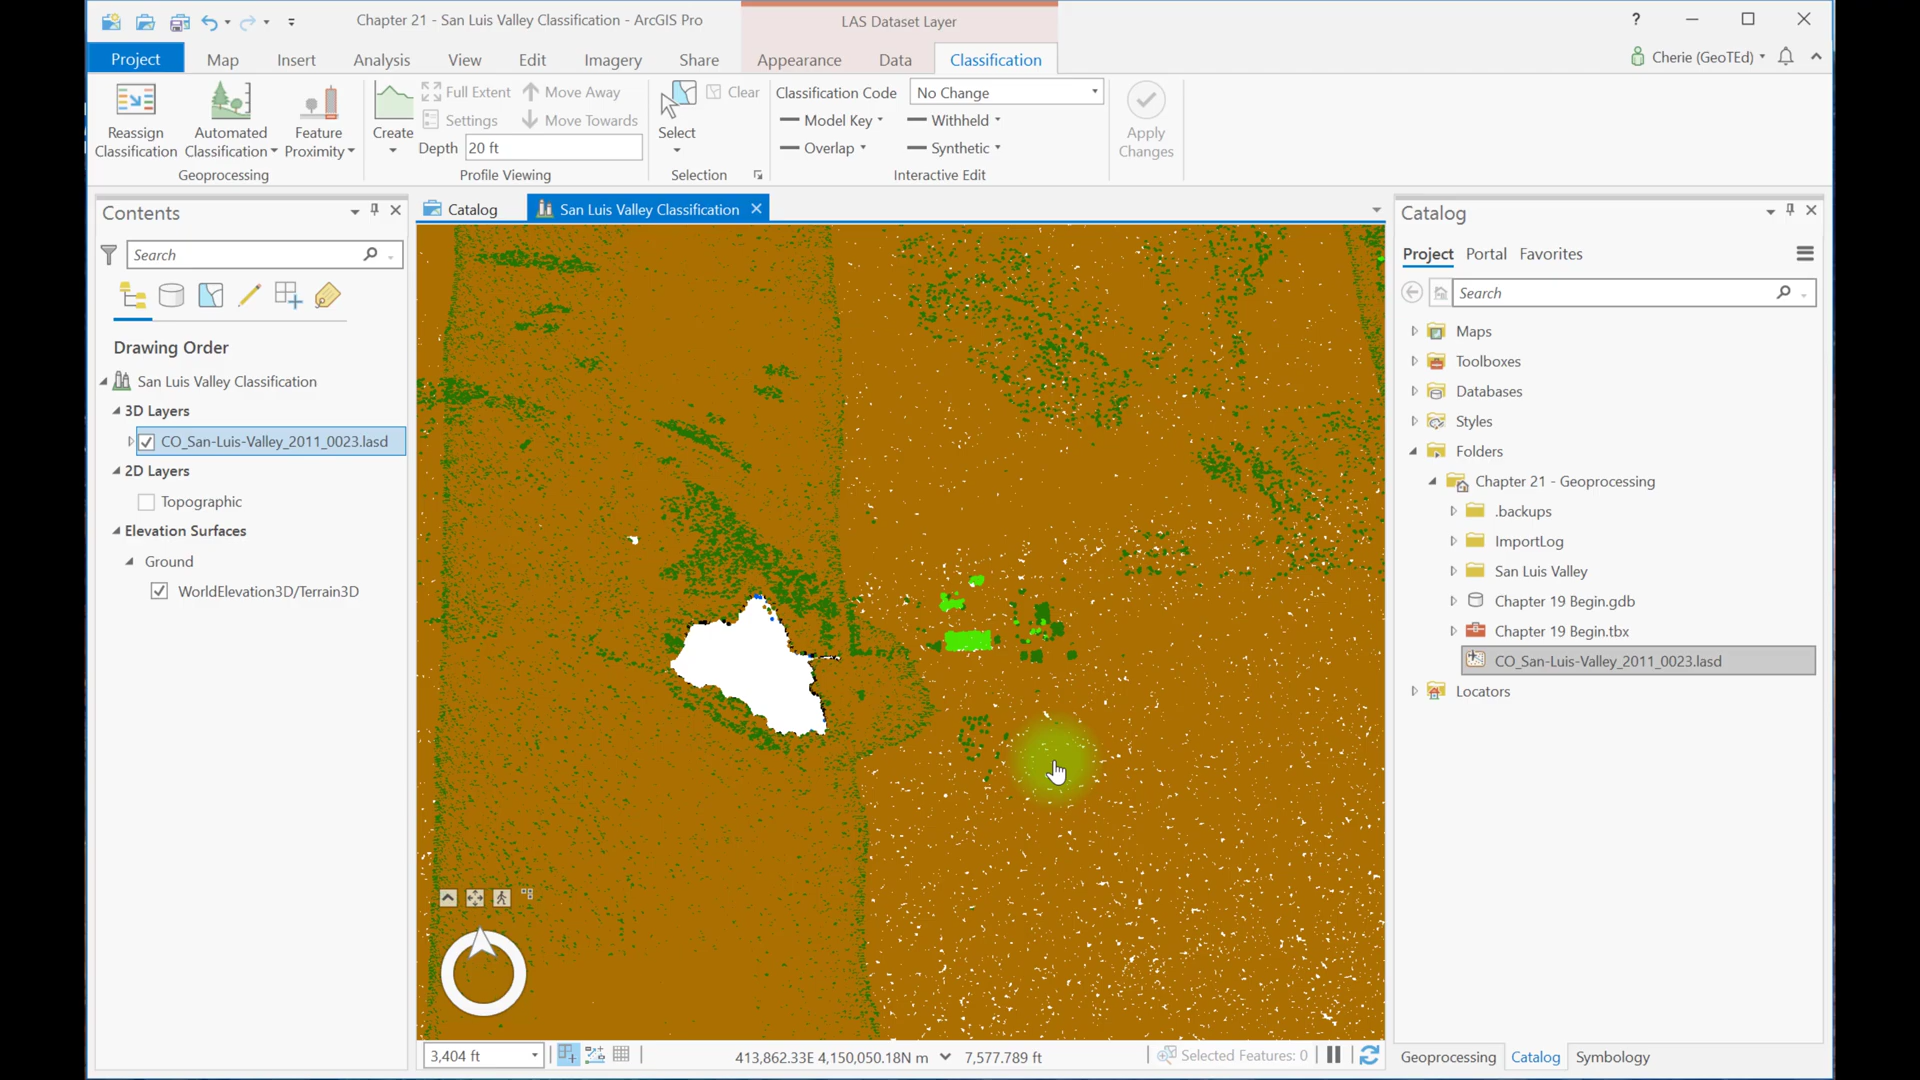 Chapter 21 - San Luis Valley Classification - ArcGIS Pro
LAS Dataset Layer
?
Project
Map
Insert
Analysis
View
Edit
Imagery
Share
Appearance
Data
Classification
Cherie (GeoTEd)
Reassign Classification
Automated Classification
Feature Proximity
Geoprocessing
Create
Full Extent
Move Away
Settings
Move Towards
Depth 20 ft
Profile Viewing
Select
Clear
Selection
Classification Code No Change
Model Key
Withheld
Overlap
Synthetic
Interactive Edit
Apply Changes
Contents
Search
Drawing Order
San Luis Valley Classification
3D Layers
CO_San-Luis-Valley_2011_0023.lasd
2D Layers
Topographic
Elevation Surfaces
Ground
WorldElevation3D/Terrain3D
Catalog
San Luis Valley Classification
3,404 ft
413,862.33E 4,150,050.18N m
7,577.789 ft
Selected Features: 0
Catalog
Project Portal Favorites
Search
Maps
Toolboxes
Databases
Styles
Folders
Chapter 21 - Geoprocessing
.backups
ImportLog
San Luis Valley
Chapter 19 Begin.gdb
Chapter 19 Begin.tbx
CO_San-Luis-Valley_2011_0023.lasd
Locators
Geoprocessing Catalog Symbology